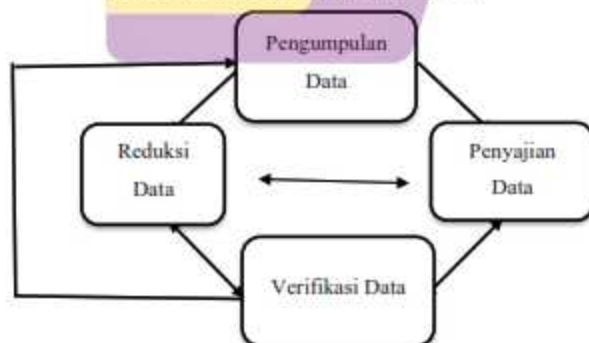 Pengumpulan
Data
Reduksi
Data
Penyajian
Data
Verifikasi Data